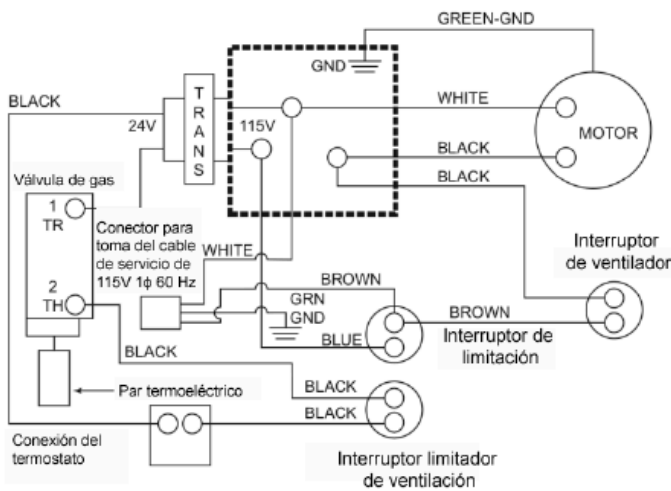 GREEN-GND
GND
BLACK
TRANS
24V
115V
WHITE
MOTOR
BLACK
BLACK
Válvula de gas
1
TR
Conector para
toma del cable
de servicio de
115V 1ϕ 60 Hz
WHITE
Interruptor
de ventilador
2
TH
BROWN
GRN
GND
BROWN
BLUE
Interruptor de
limitación
BLACK
Par termoeléctrico
BLACK
BLACK
Conexión del
termostato
Interruptor limitador
de ventilación